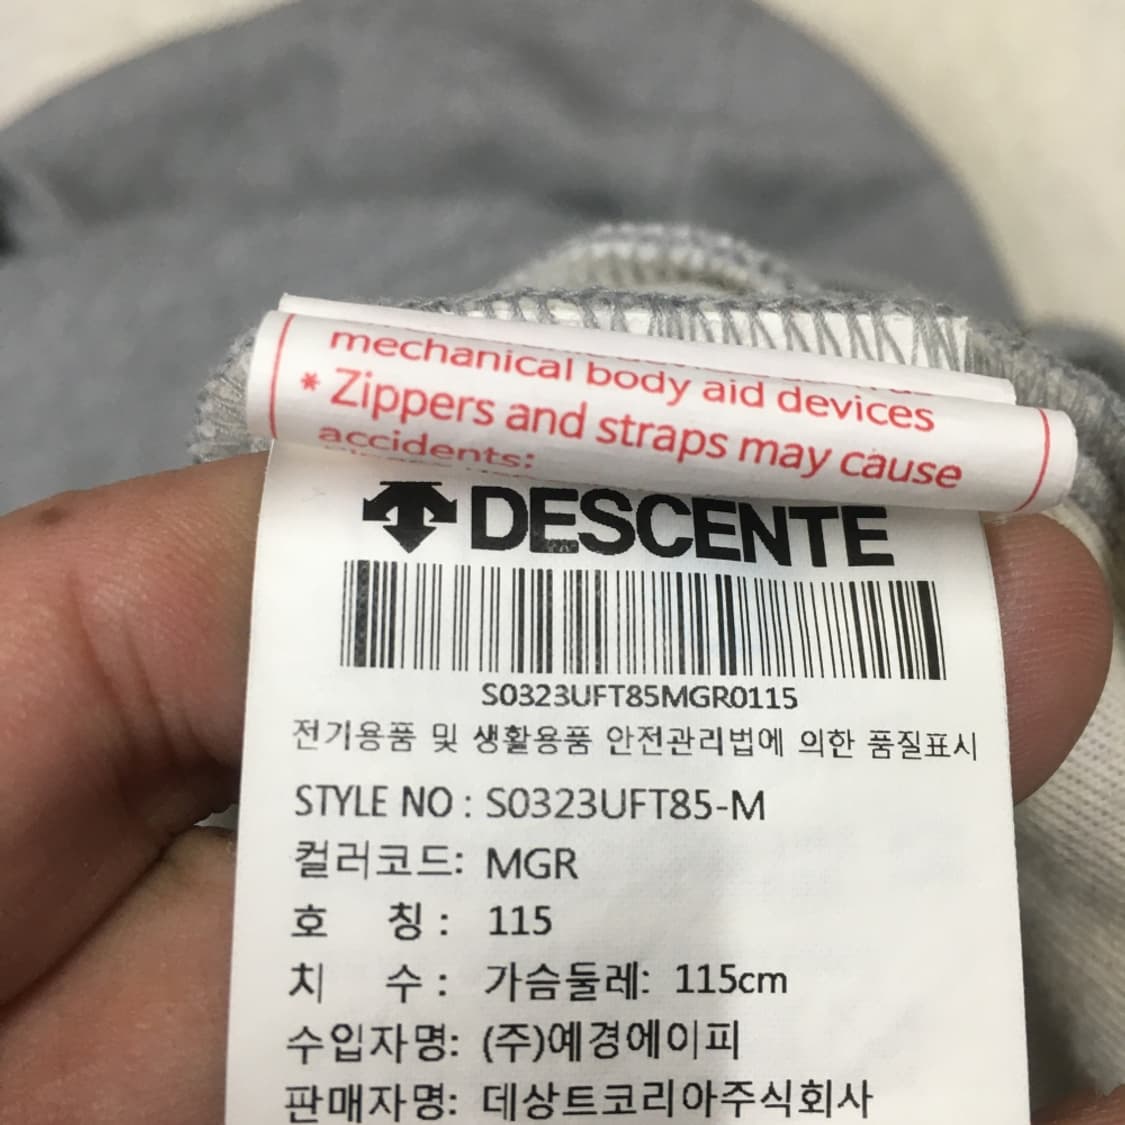 mechanical body aid devices
* Zippers and straps may cause
accidents:
DESCENTE
S0323UFT85MGR0115
전기용품 및 생활용품 안전관리법에 의한 품질표시
STYLE NO : S0323UFT85-M
컬러코드: MGR
호 칭 : 115
치 수 : 가슴둘레: 115cm
수입자명: (주)예경에이피
판매자명: 데상트코리아주식회사